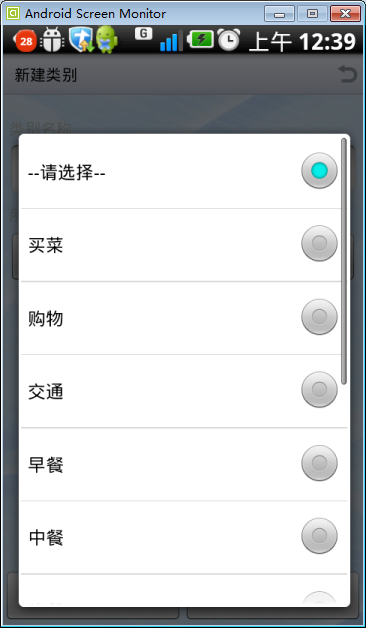 Android Screen Monitor
28
G
上午 12:39
新建类别
类别名称
--请选择--
买菜
购物
交通
早餐
中餐